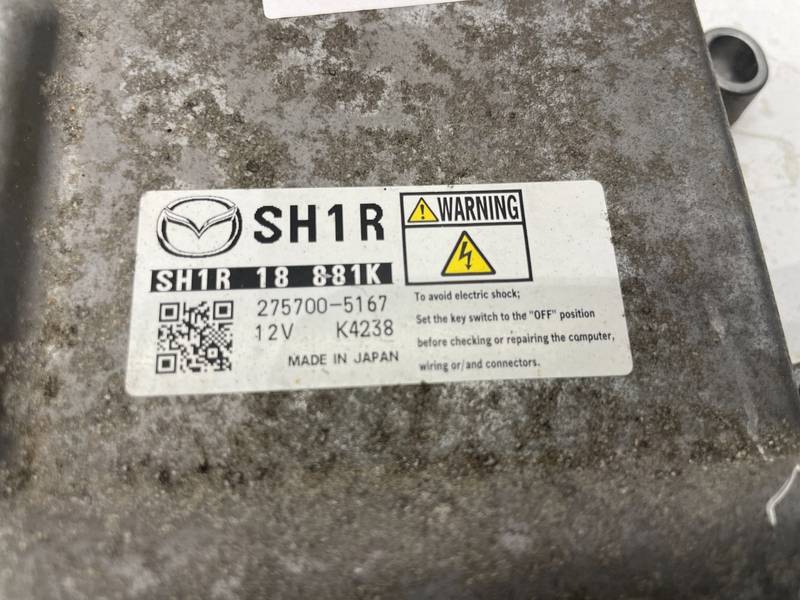 SH1R
WARNING
SH1R 18 881K
275700-5167
12V K4238
MADE IN JAPAN
To avoid electric shock;
Set the key switch to the "OFF" position
before checking or repairing the computer,
wiring or/and connectors.